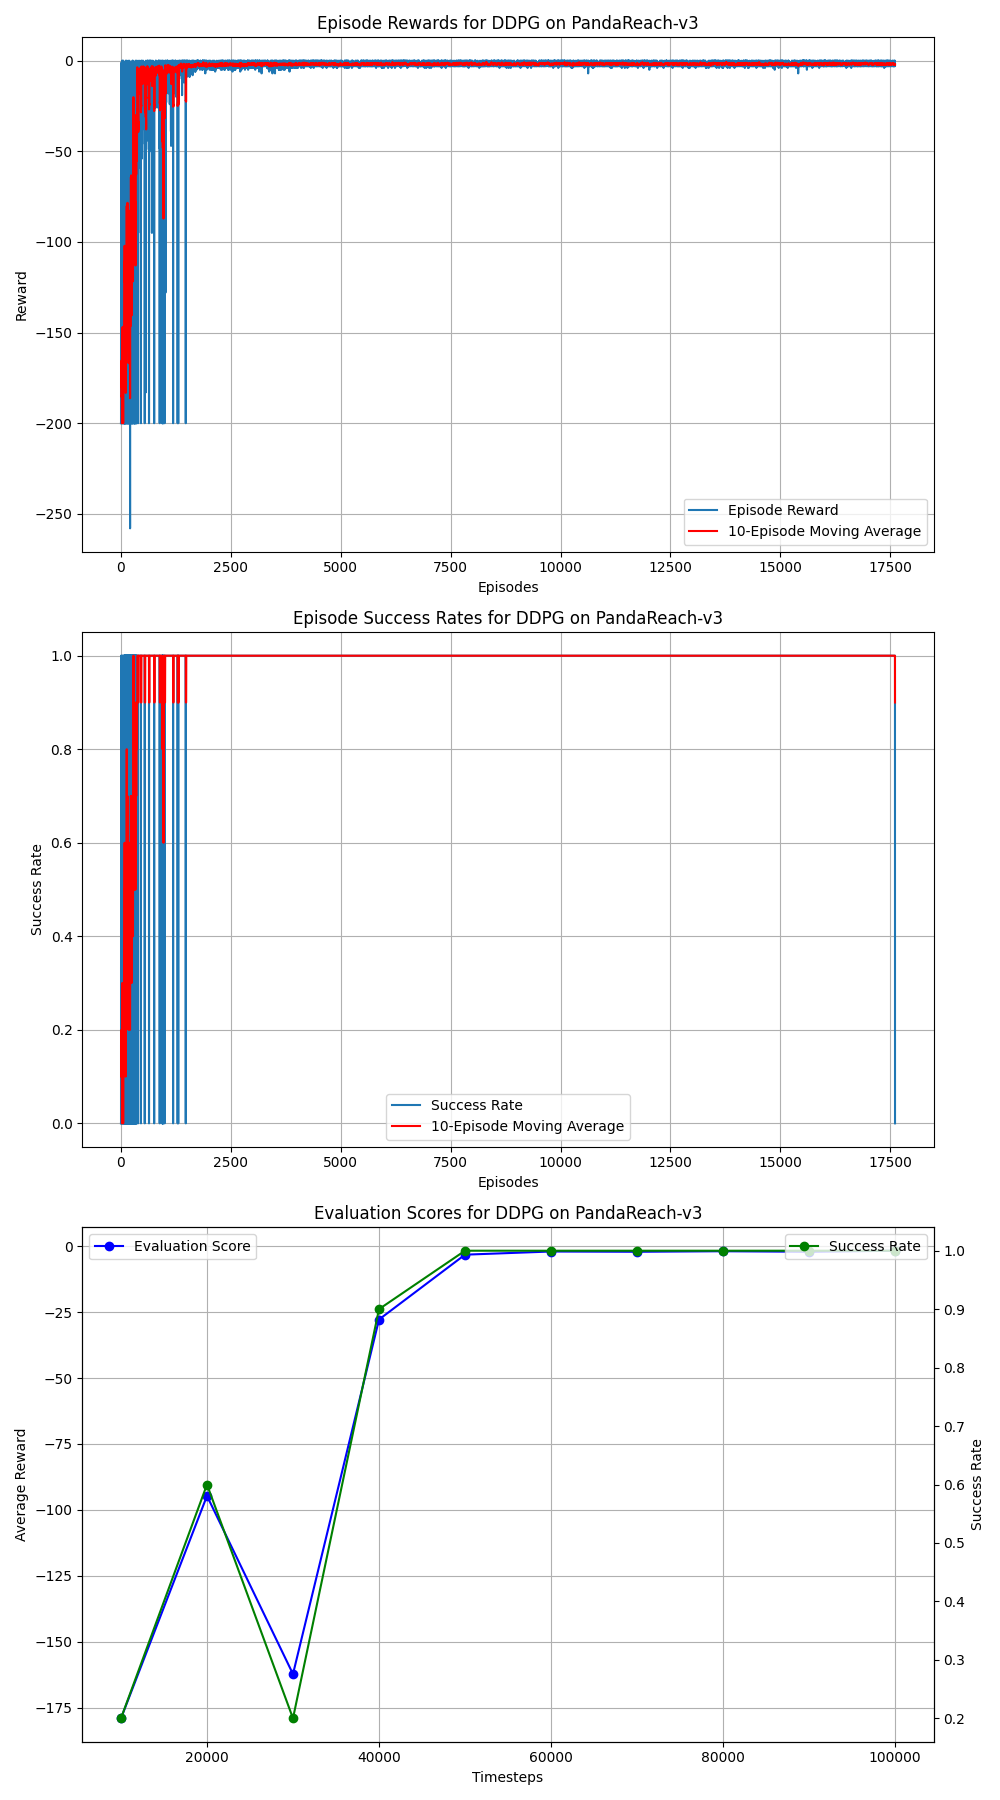 Episode Rewards for DDPG on PandaReach-v3
0
−50
−100
−150
−200
−250
Reward
Episode Reward
10-Episode Moving Average
0 2500 5000 7500 10000 12500 15000 17500
Episodes
Episode Success Rates for DDPG on PandaReach-v3
1.0
0.8
0.6
0.4
0.2
0.0
Success Rate
Success Rate
10-Episode Moving Average
0 2500 5000 7500 10000 12500 15000 17500
Episodes
Evaluation Scores for DDPG on PandaReach-v3
Evaluation Score
Success Rate
0
−25
−50
−75
−100
−125
−150
−175
Average Reward
1.0
0.9
0.8
0.7
0.6
0.5
0.4
0.3
0.2
Success Rate
20000 40000 60000 80000 100000
Timesteps